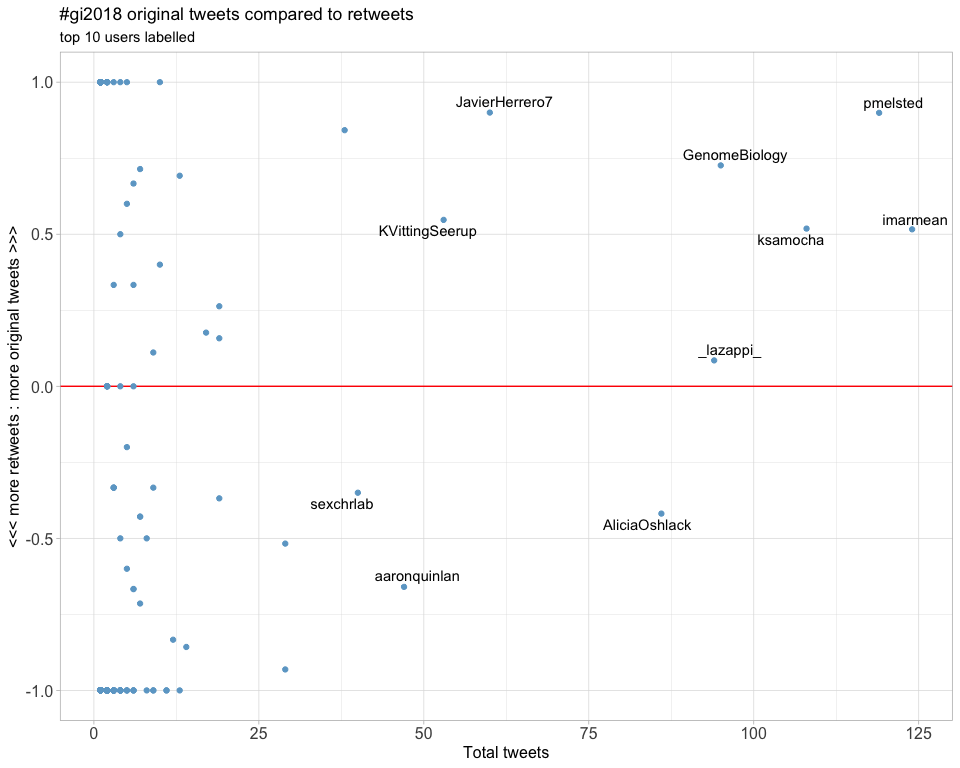 #gi2018 original tweets compared to retweets
top 10 users labelled
<<< more retweets : more original tweets >>>
1.0
0.5
0.0
-0.5
-1.0
JavierHerrero7
pmelsted
GenomeBiology
KVittingSeerup
imarmean
ksamocha
_lazappi_
sexchrlab
AliciaOshlack
aaronquinlan
0
25
50
75
100
125
Total tweets